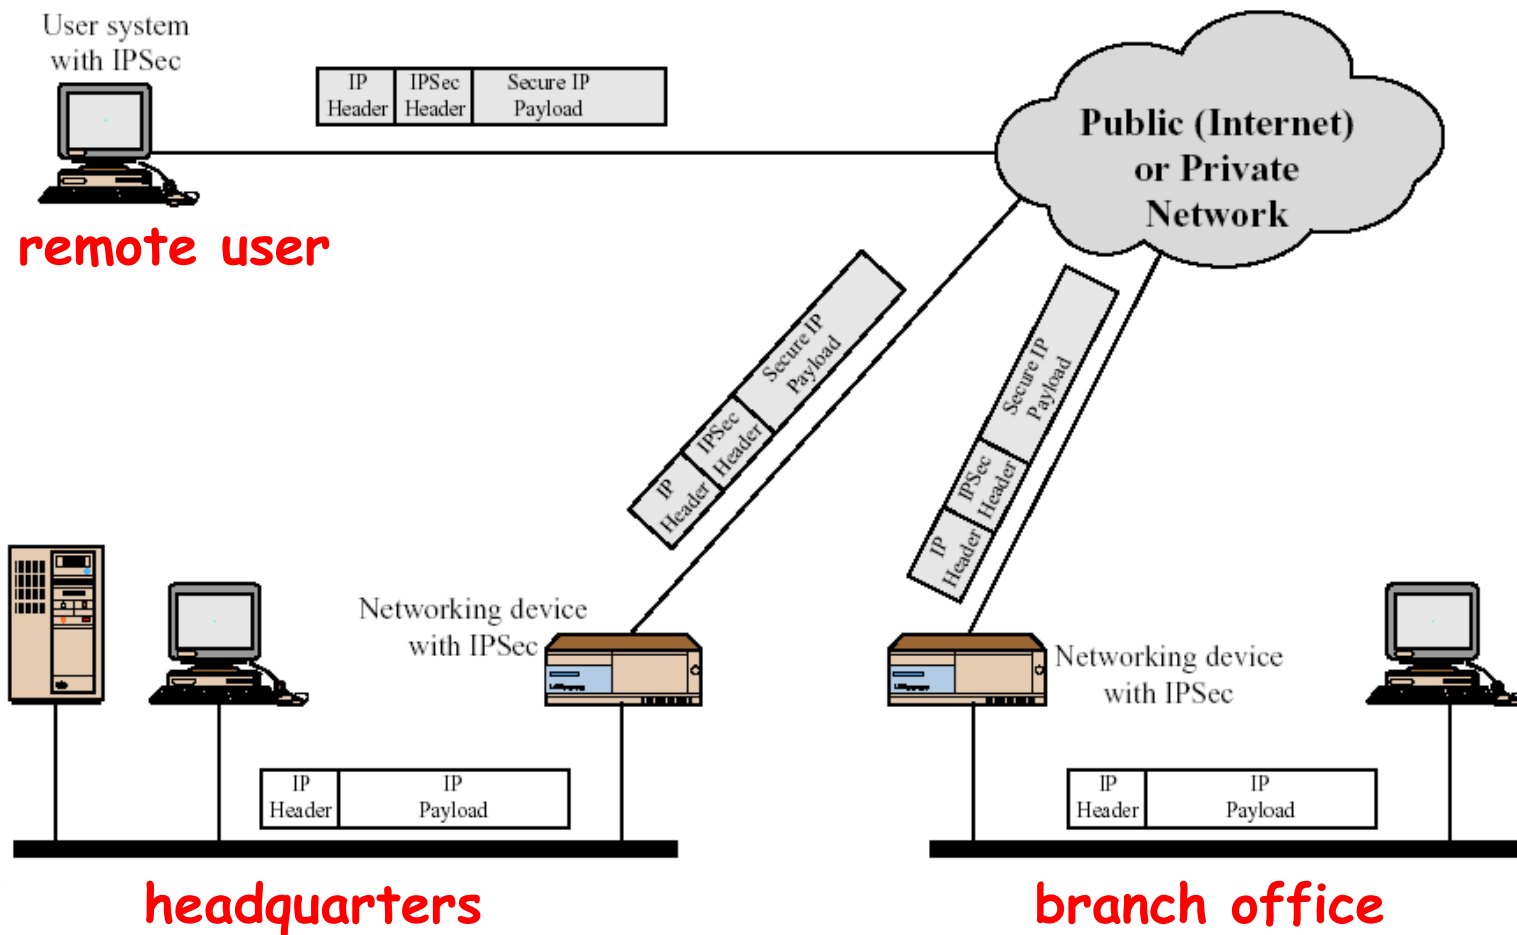 User system
with IPSec
IP
Header
IPSec
Header
Secure IP
Payload
Public (Internet)
or Private
Network
remote user
IP
Header
IPSec
Header
Secure IP
Payload
IP
Header
IPSec
Header
Secure IP
Payload
Networking device
with IPSec
Networking device
with IPSec
IP
Header
IP
Payload
IP
Header
IP
Payload
headquarters
branch office